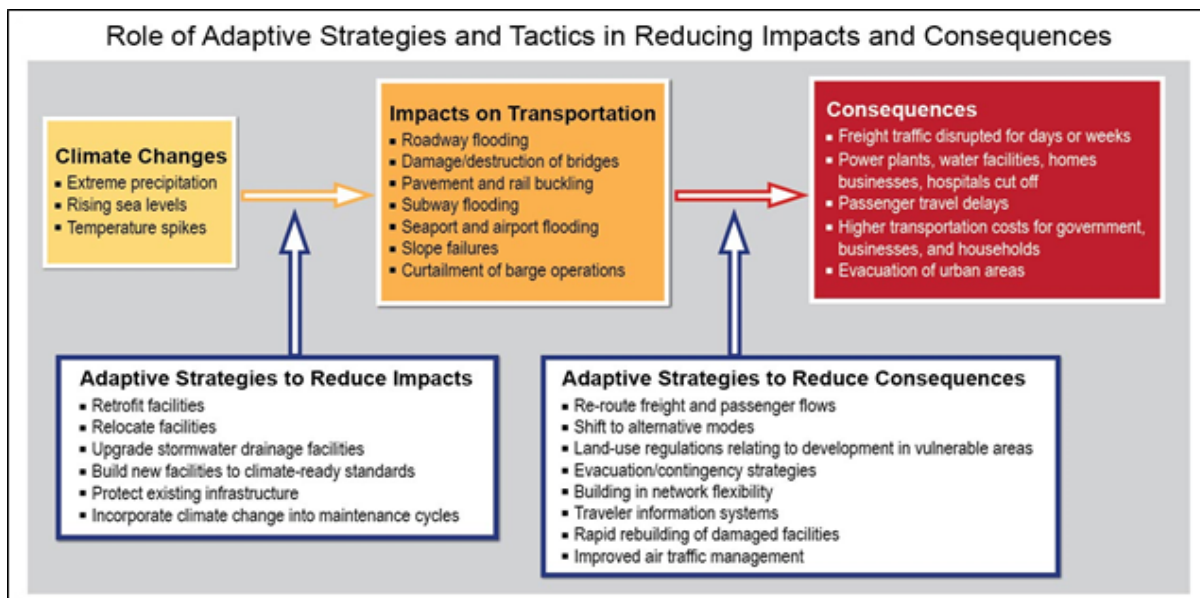 Role of Adaptive Strategies and Tactics in Reducing Impacts and Consequences
Climate Changes
▪ Extreme precipitation
▪ Rising sea levels
▪ Temperature spikes
Impacts on Transportation
▪ Roadway flooding
▪ Damage/destruction of bridges
▪ Pavement and rail buckling
▪ Subway flooding
▪ Seaport and airport flooding
▪ Slope failures
▪ Curtailment of barge operations
Consequences
▪ Freight traffic disrupted for days or weeks
▪ Power plants, water facilities, homes
businesses, hospitals cut off
▪ Passenger travel delays
▪ Higher transportation costs for government,
businesses, and households
▪ Evacuation of urban areas
Adaptive Strategies to Reduce Impacts
▪ Retrofit facilities
▪ Relocate facilities
▪ Upgrade stormwater drainage facilities
▪ Build new facilities to climate-ready standards
▪ Protect existing infrastructure
▪ Incorporate climate change into maintenance cycles
Adaptive Strategies to Reduce Consequences
▪ Re-route freight and passenger flows
▪ Shift to alternative modes
▪ Land-use regulations relating to development in vulnerable areas
▪ Evacuation/contingency strategies
▪ Building in network flexibility
▪ Traveler information systems
▪ Rapid rebuilding of damaged facilities
▪ Improved air traffic management